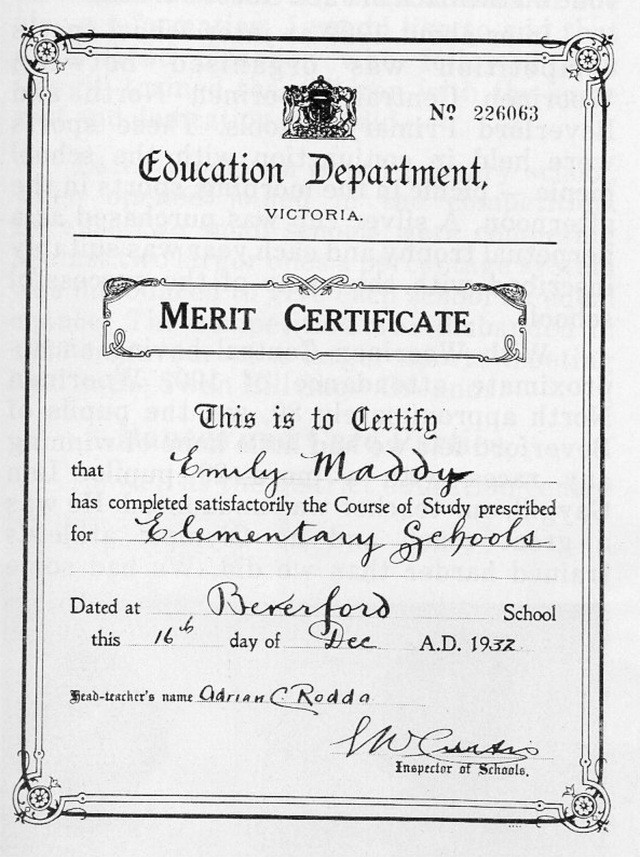 No. 226063
Education Department,
VICTORIA.
MERIT CERTIFICATE
This is to Certify
that Emily Maddy
has completed satisfactorily the Course of Study prescribed
for Elementary Schools
Dated at Beverford School
this 16th day of Dec A.D. 1932
Head-teacher's name Adrian C. Rodda
Inspector of Schools.